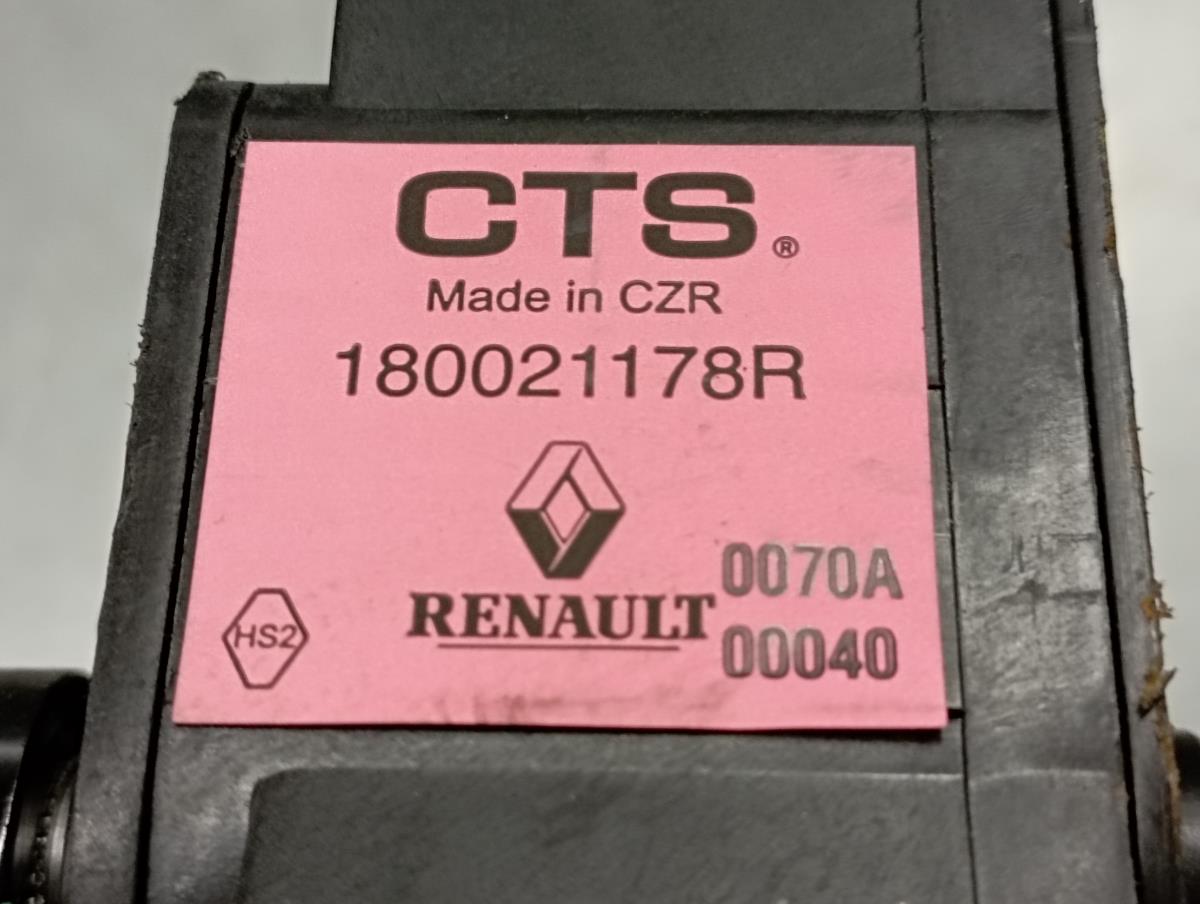 CTS®
Made in CZR
180021178R
HS2
RENAULT
0070A
00040